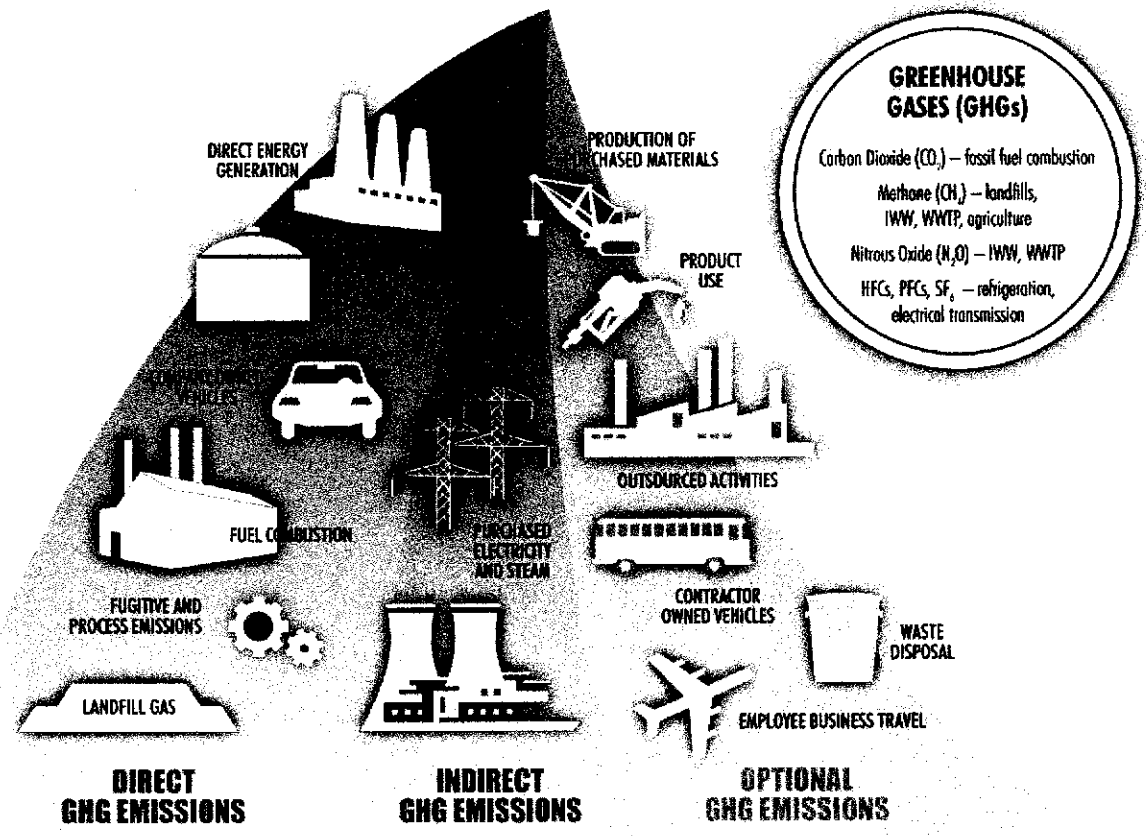 DIRECT ENERGY
GENERATION
PRODUCTION OF
PURCHASED MATERIALS
PRODUCT
USE
VEHICLES
OUTSOURCED ACTIVITIES
FUEL COMBUSTION
PURCHASED
ELECTRICITY
AND STEAM
FUGITIVE AND
PROCESS EMISSIONS
CONTRACTOR
OWNED VEHICLES
WASTE
DISPOSAL
LANDFILL GAS
EMPLOYEE BUSINESS TRAVEL
DIRECT
GHG EMISSIONS
INDIRECT
GHG EMISSIONS
OPTIONAL
GHG EMISSIONS
GREENHOUSE
GASES (GHGs)
Carbon Dioxide (CO₂) – fossil fuel combustion
Methane (CH₄) – landfills,
IWW, WWTP, agriculture
Nitrous Oxide (N₂O) – IWW, WWTP
HFCs, PFCs, SF₆ – refrigeration,
electrical transmission